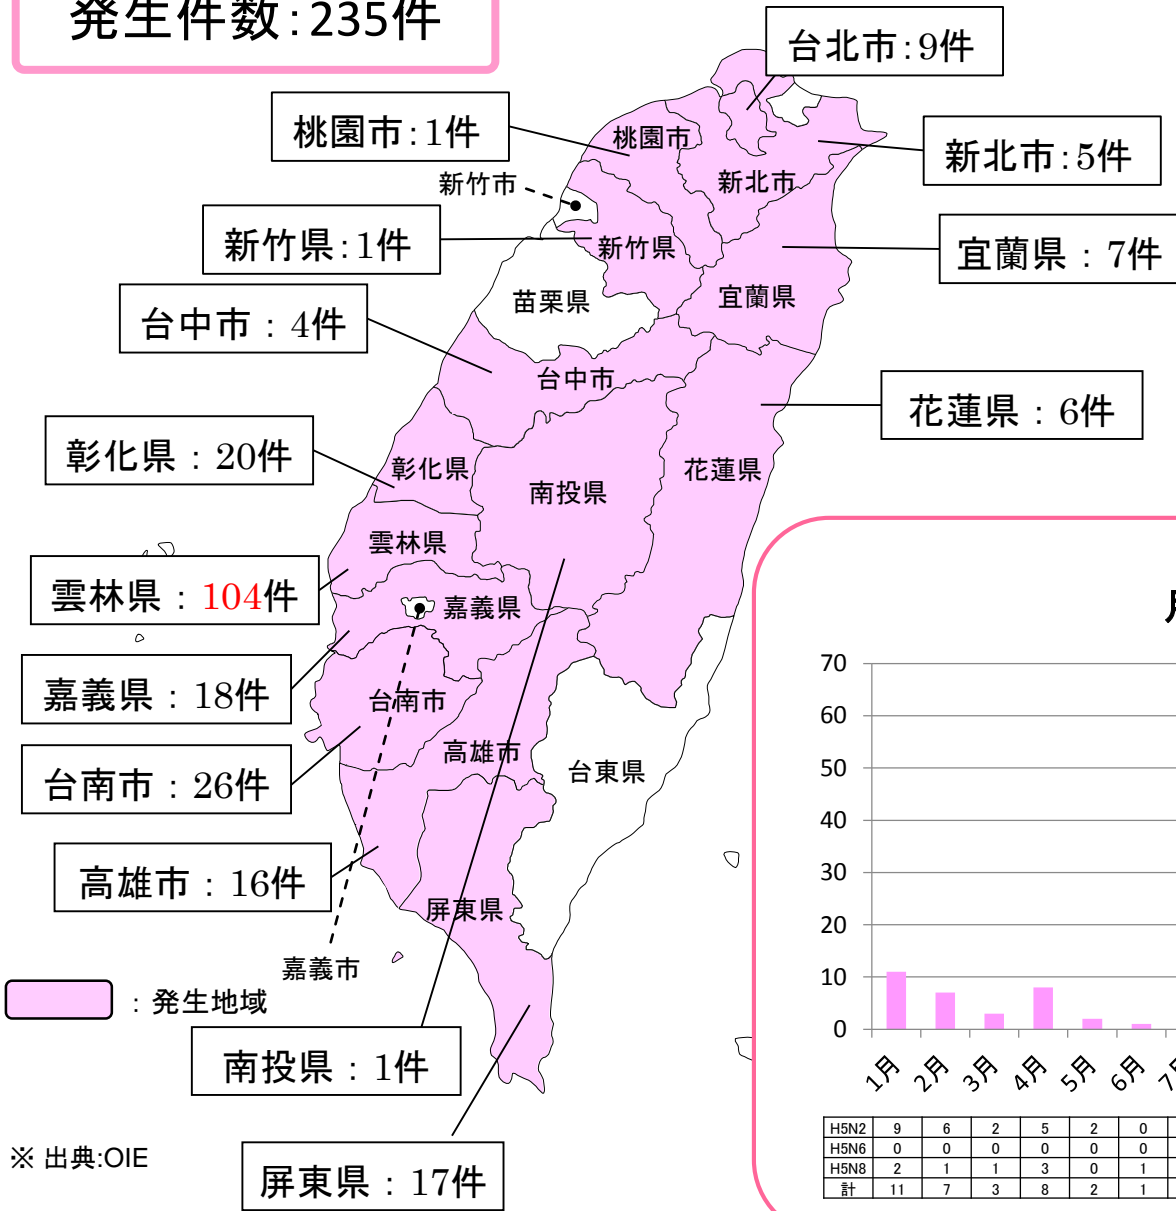 発生件数:235件
台北市:9件
桃園市:1件
桃園市
新北市:5件
新竹市
新北市
新竹県:1件
新竹県
宜蘭県:7件
苗栗県
宜蘭県
台中市:4件
台中市
花蓮県:6件
彰化県:20件
彰化県
南投県
花蓮県
雲林県
雲林県:104件
嘉義県
嘉義県:18件
台南市
台南市:26件
高雄市
台東県
高雄市:16件
屏東県
嘉義市
:発生地域
南投県:1件
※ 出典:OIE
屏東県:17件
70
60
50
40
30
20
10
0
1月 2月 3月 4月 5月 6月
H5N2 9 6 2 5 2 0
H5N6 0 0 0 0 0 0
H5N8 2 1 1 3 0 1
計 11 7 3 8 2 1